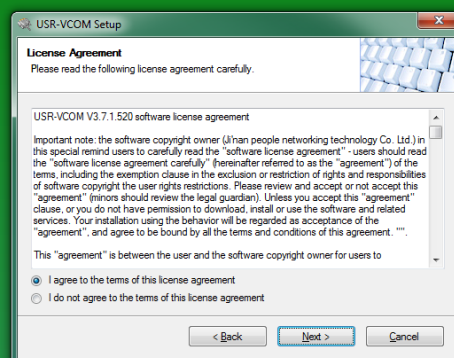 USR-VCOM Setup
License Agreement
Please read the following license agreement carefully.
USR-VCOM V3.7.1.520 software license agreement
Important note: the software copyright owner (Ji'nan people networking technology Co. Ltd.) in
this special remind users to carefully read the "software license agreement" - users should read
the "software license agreement carefully" (hereinafter referred to as the "agreement") of the
terms, including the exemption clause in the exclusion or restriction of rights and responsibilities
of software copyright the user rights restrictions. Please review and accept or not accept this
"agreement" (minors should review the legal guardian). Unless you accept this "agreement"
clause, or you do not have permission to download, install or use the software and related
services. Your installation using the behavior will be regarded as acceptance of the
"agreement", and agree to be bound by all the terms and conditions of this agreement. "".
This "agreement" is between the user and the software copyright owner for users to
I agree to the terms of this license agreement
I do not agree to the terms of this license agreement
< Back
Next >
Cancel